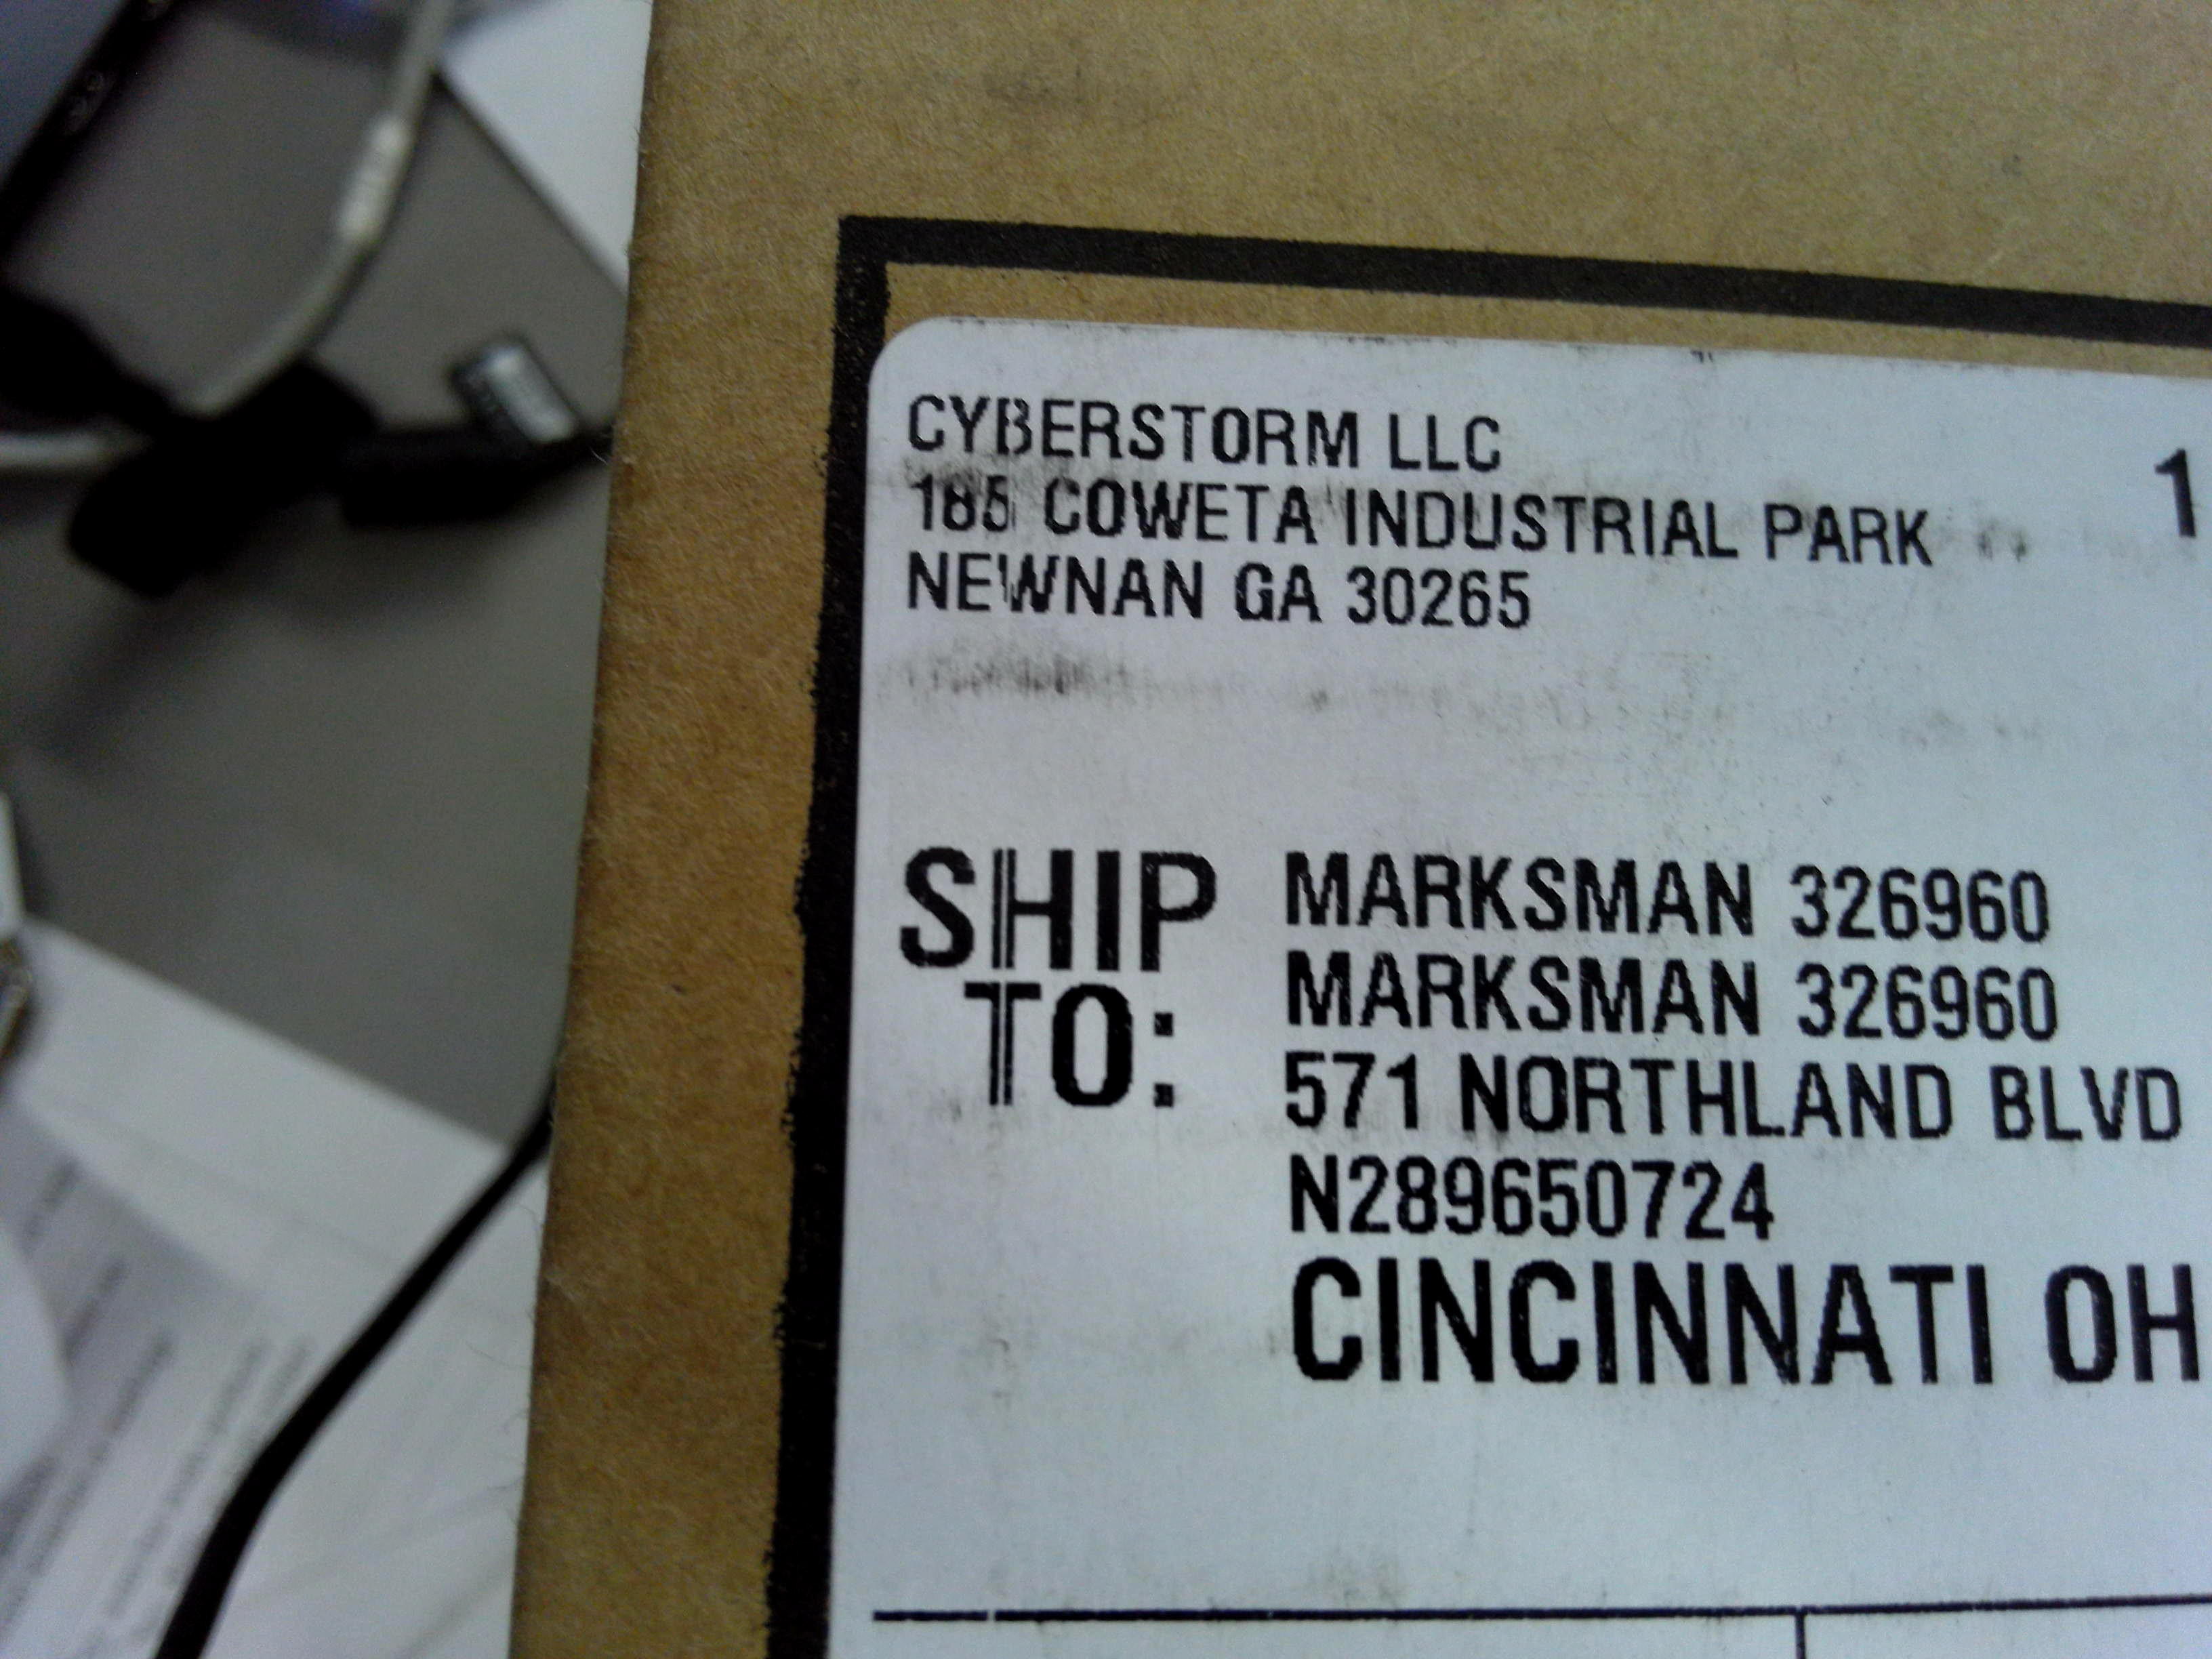 CYBERSTORM LLC
1
COWETA INDUSTRIAL PARK
NEWNAN GA 30265
SHIP TO:
MARKSMAN 326960
MARKSMAN 326960
571 NORTHLAND BLVD
N289650724
CINCINNATI OH